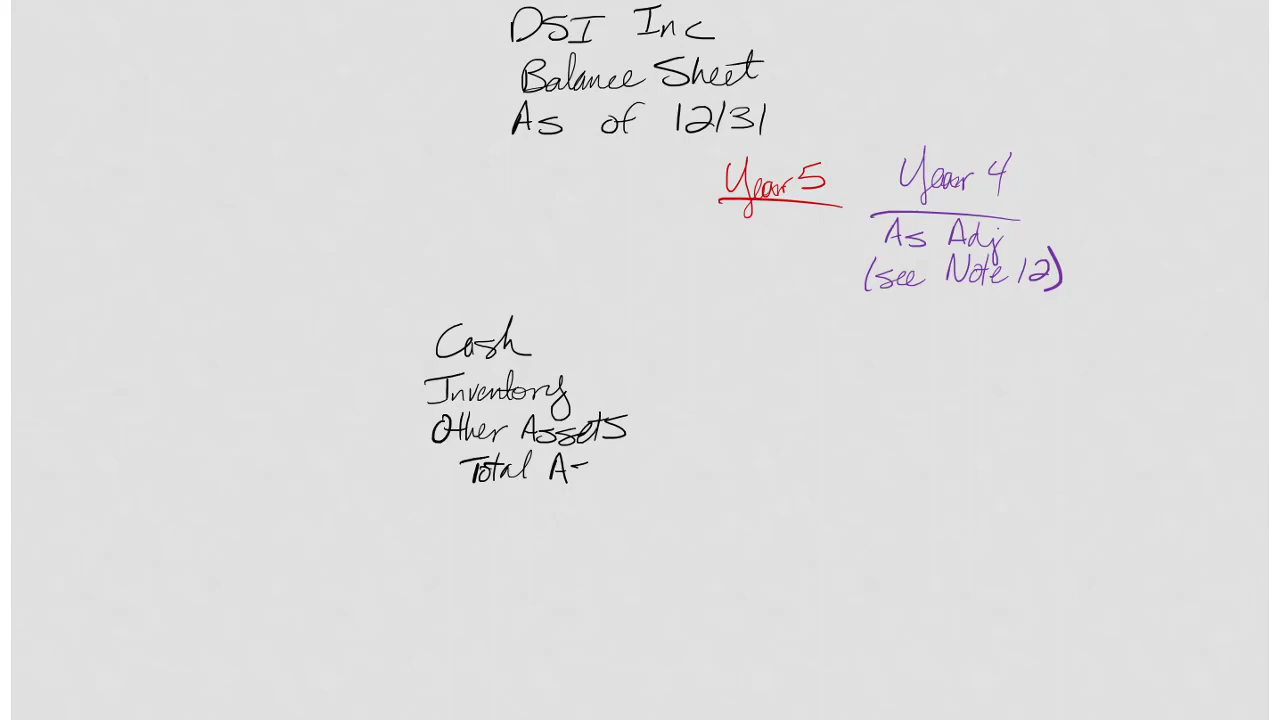 DSI Inc
Balance Sheet
As of 12/31
Year 5 Year 4
As Adj
(see Note 12)
Cash
Inventory
Other Assets
Total A